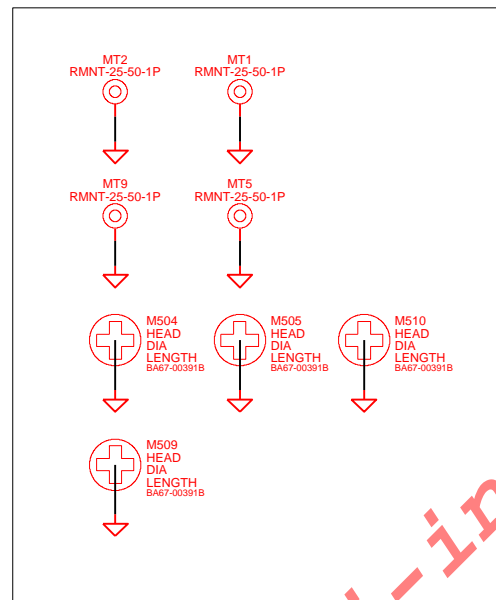 MT2
RMNT-25-50-1P
MT1
RMNT-25-50-1P
MT9
RMNT-25-50-1P
MT5
RMNT-25-50-1P
M504
HEAD
DIA
LENGTH
BA67-00391B
M505
HEAD
DIA
LENGTH
BA67-00391B
M510
HEAD
DIA
LENGTH
BA67-00391B
M509
HEAD
DIA
LENGTH
BA67-00391B
-in